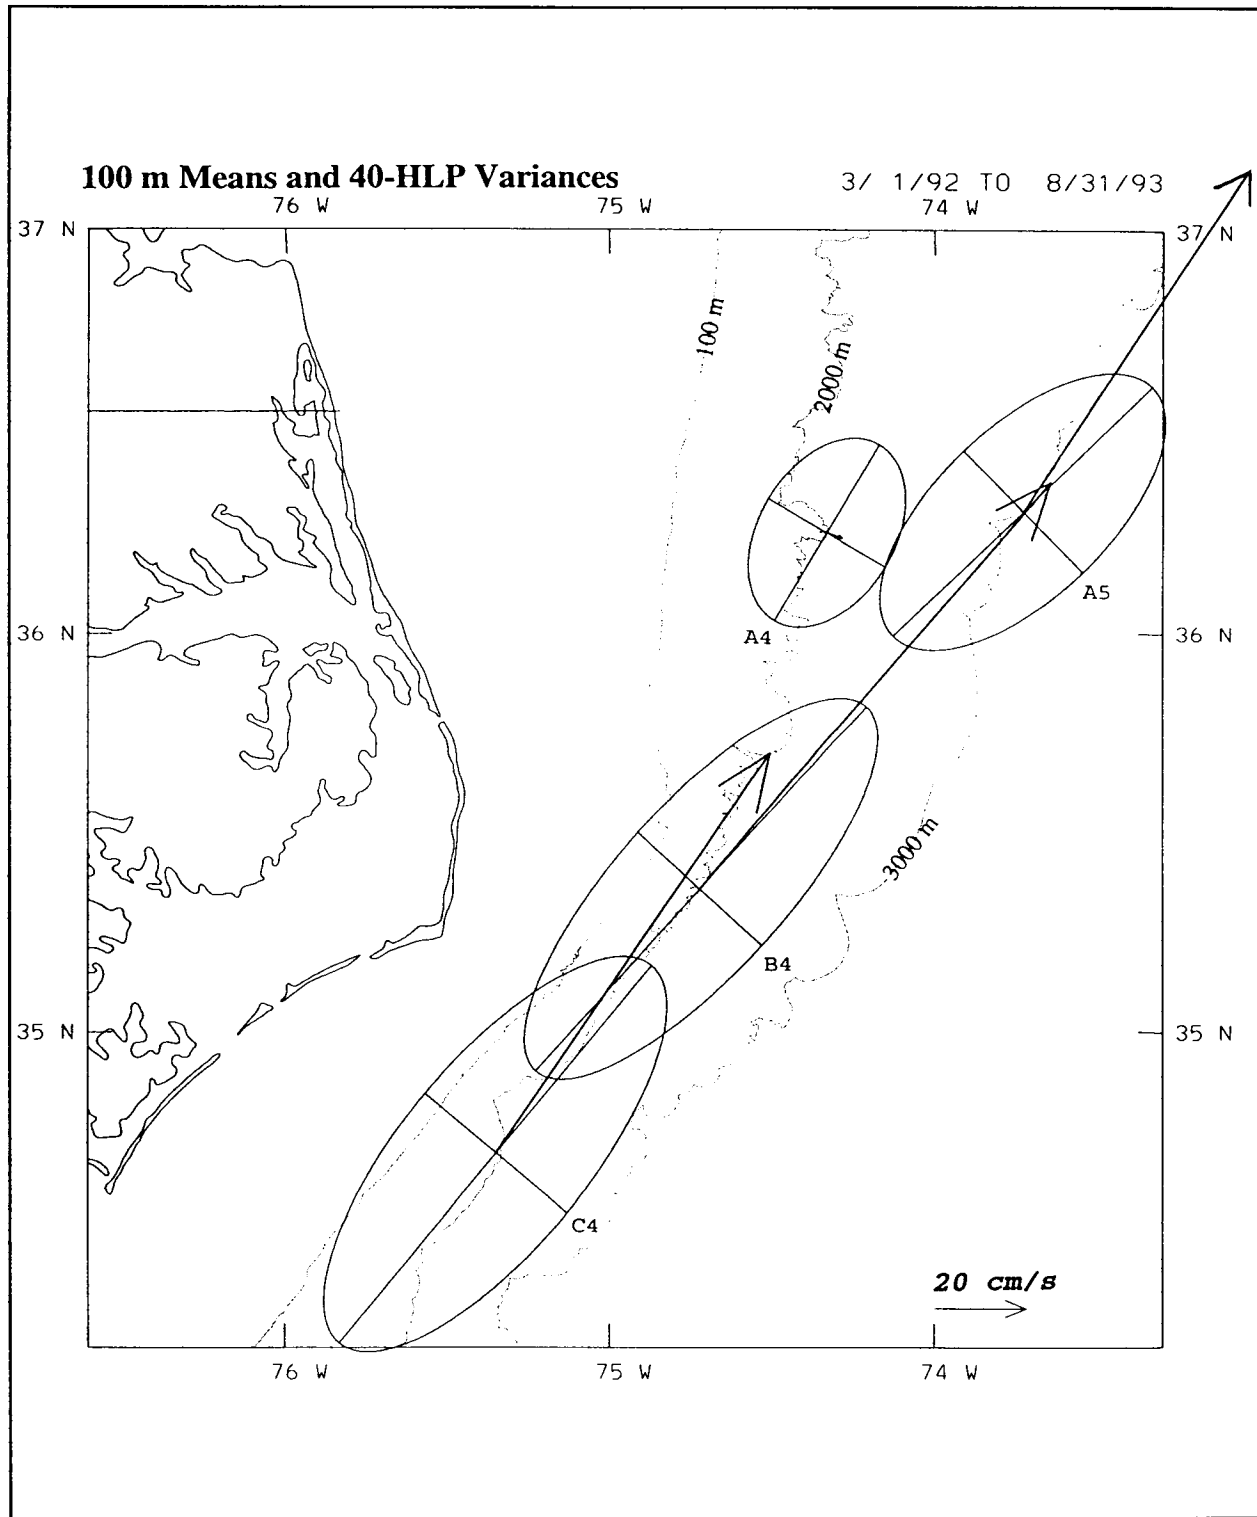 100 m Means and 40-HLP Variances
3/ 1/92 TO 8/31/93
76 W
75 W
74 W
37 N
37 N
100 m
2000 m
A5
A4
36 N
36 N
3000 m
B4
35 N
35 N
C4
20 cm/s
76 W
75 W
74 W